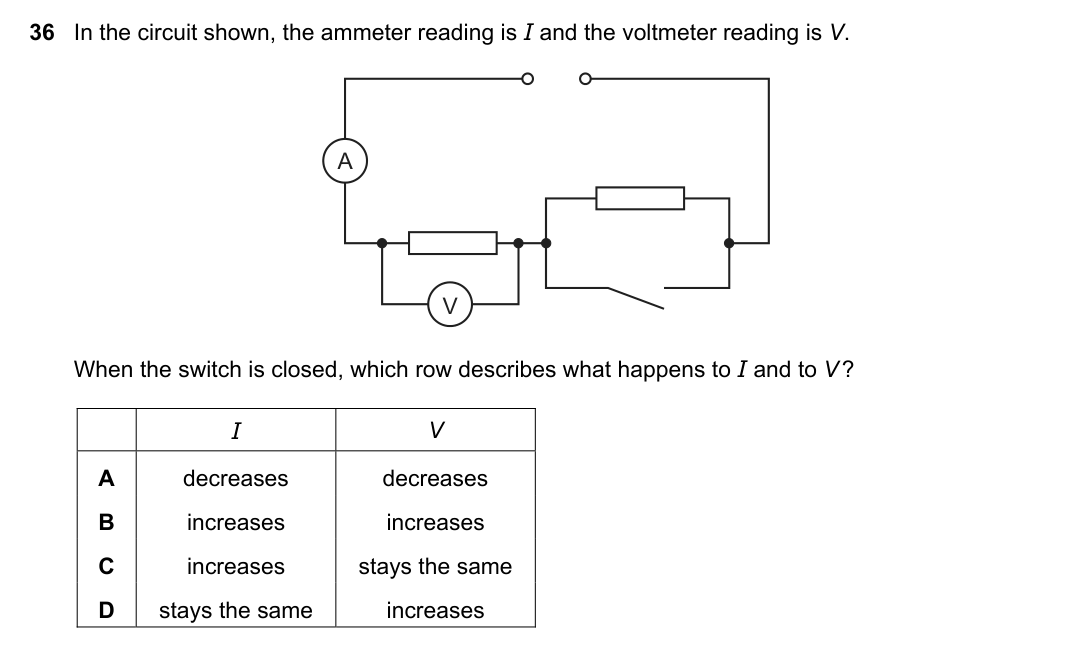 36 In the circuit shown, the ammeter reading is I and the voltmeter reading is V.
A
V
When the switch is closed, which row describes what happens to I and to V?
I V
A decreases decreases
B increases increases
C increases stays the same
D stays the same increases